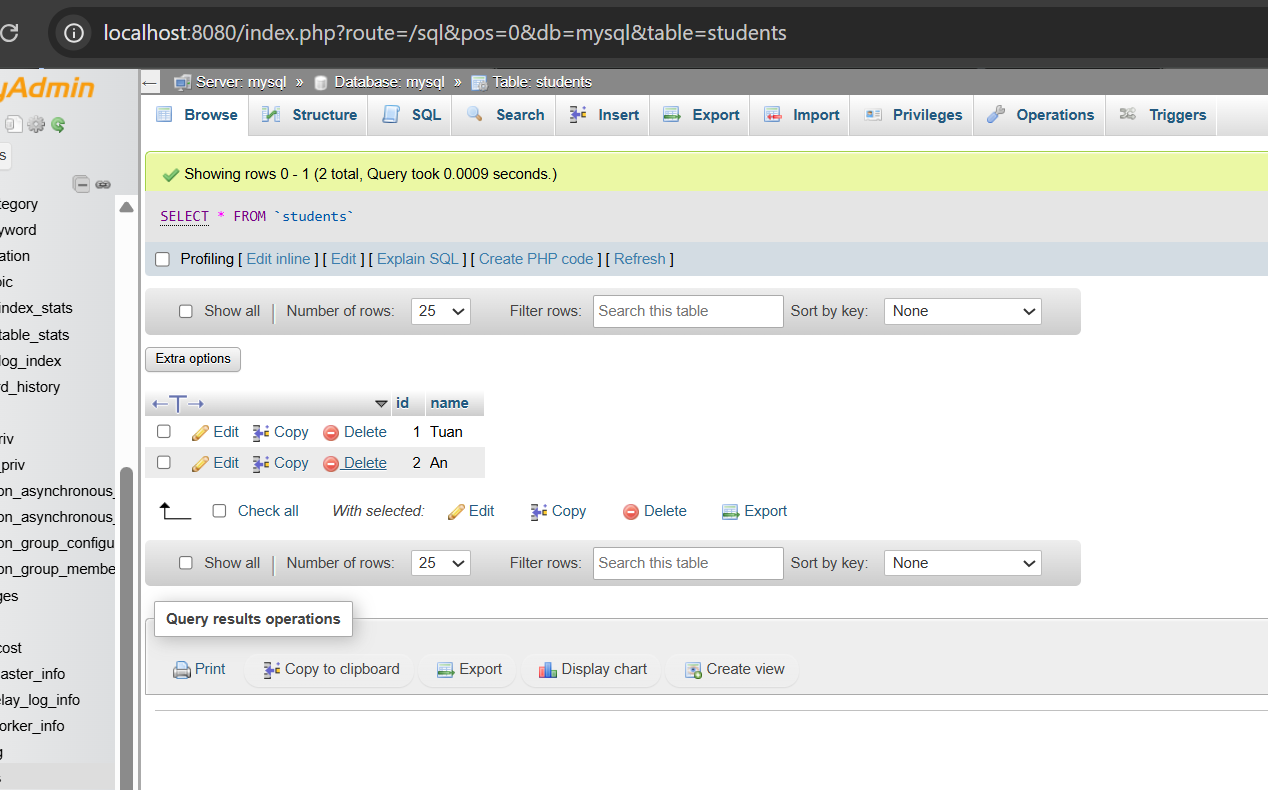 localhost:8080/index.php?route=/sql&pos=0&db=mysql&table=students
yAdmin
Server: mysql » Database: mysql » Table: students
Browse Structure SQL Search Insert Export Import Privileges Operations Triggers
s
tegory
yword
ation
pic
index_stats
table_stats
log_index
rd_history
riv
_priv
on_asynchronous_
on_asynchronous_
on_group_configu
on_group_membe
ges
cost
aster_info
elay_log_info
orker_info
g
s
Showing rows 0 - 1 (2 total, Query took 0.0009 seconds.)
SELECT * FROM `students`
Profiling [ Edit inline ] [ Edit ] [ Explain SQL ] [ Create PHP code ] [ Refresh ]
Show all Number of rows: 25 Filter rows: Search this table Sort by key: None
Extra options
id name
Edit Copy Delete 1 Tuan
Edit Copy Delete 2 An
Check all With selected: Edit Copy Delete Export
Show all Number of rows: 25 Filter rows: Search this table Sort by key: None
Query results operations
Print Copy to clipboard Export Display chart Create view